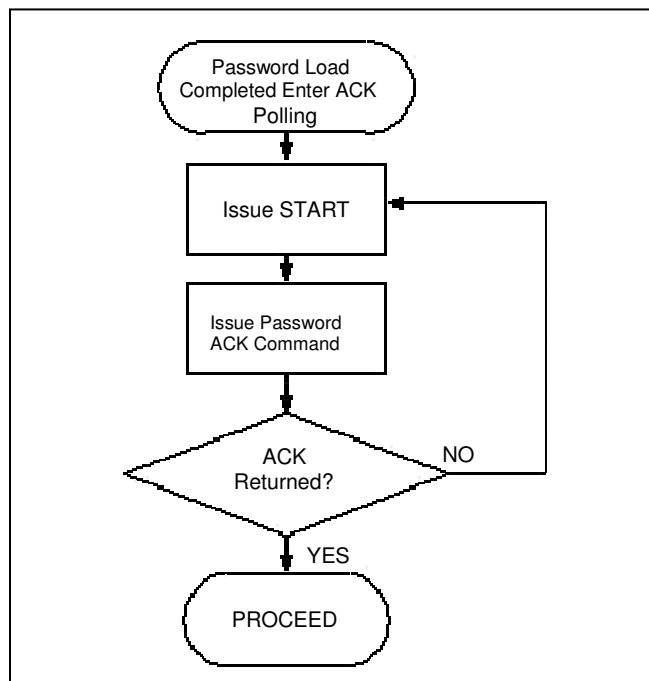 Password Load
Completed Enter ACK
Polling
Issue START
Issue Password
ACK Command
ACK
Returned?
NO
YES
PROCEED